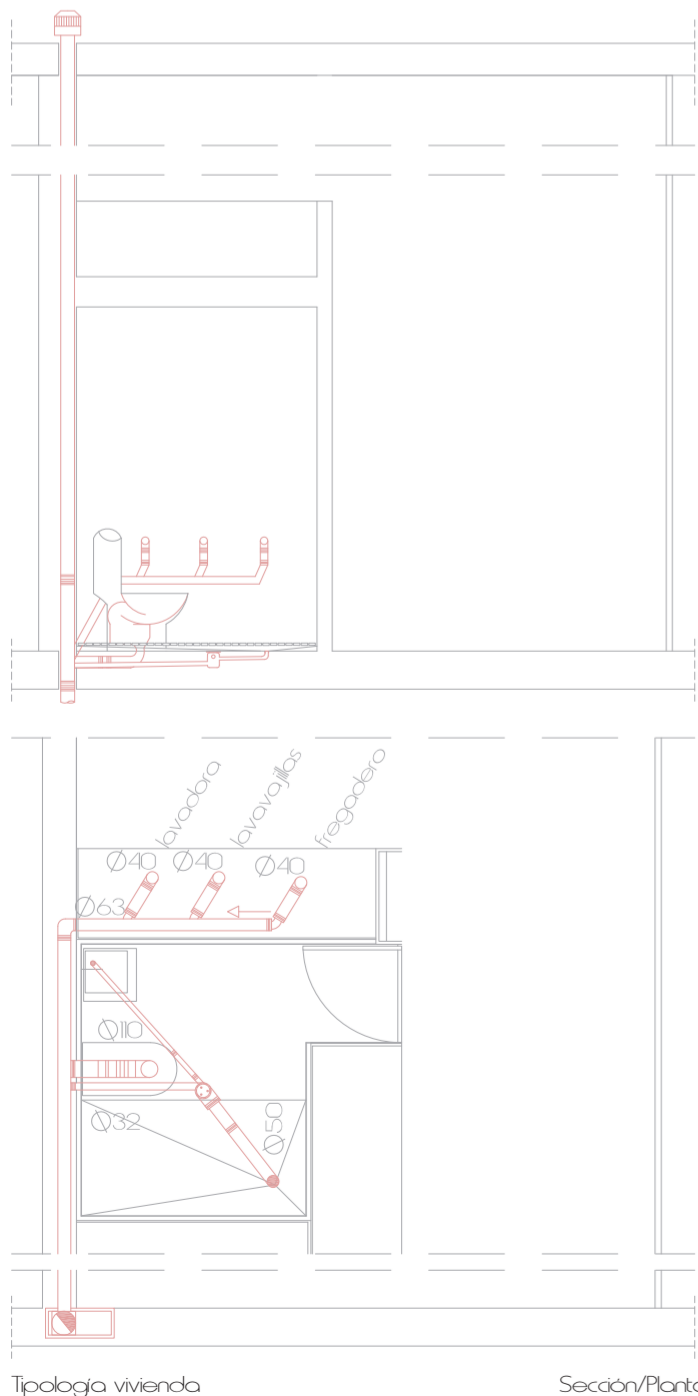 lavadora
lavavajillas
fregadero
Ø40
Ø40
Ø40
Ø63
Ø110
Ø32
Ø50
Tipología vivienda
Sección/Planta